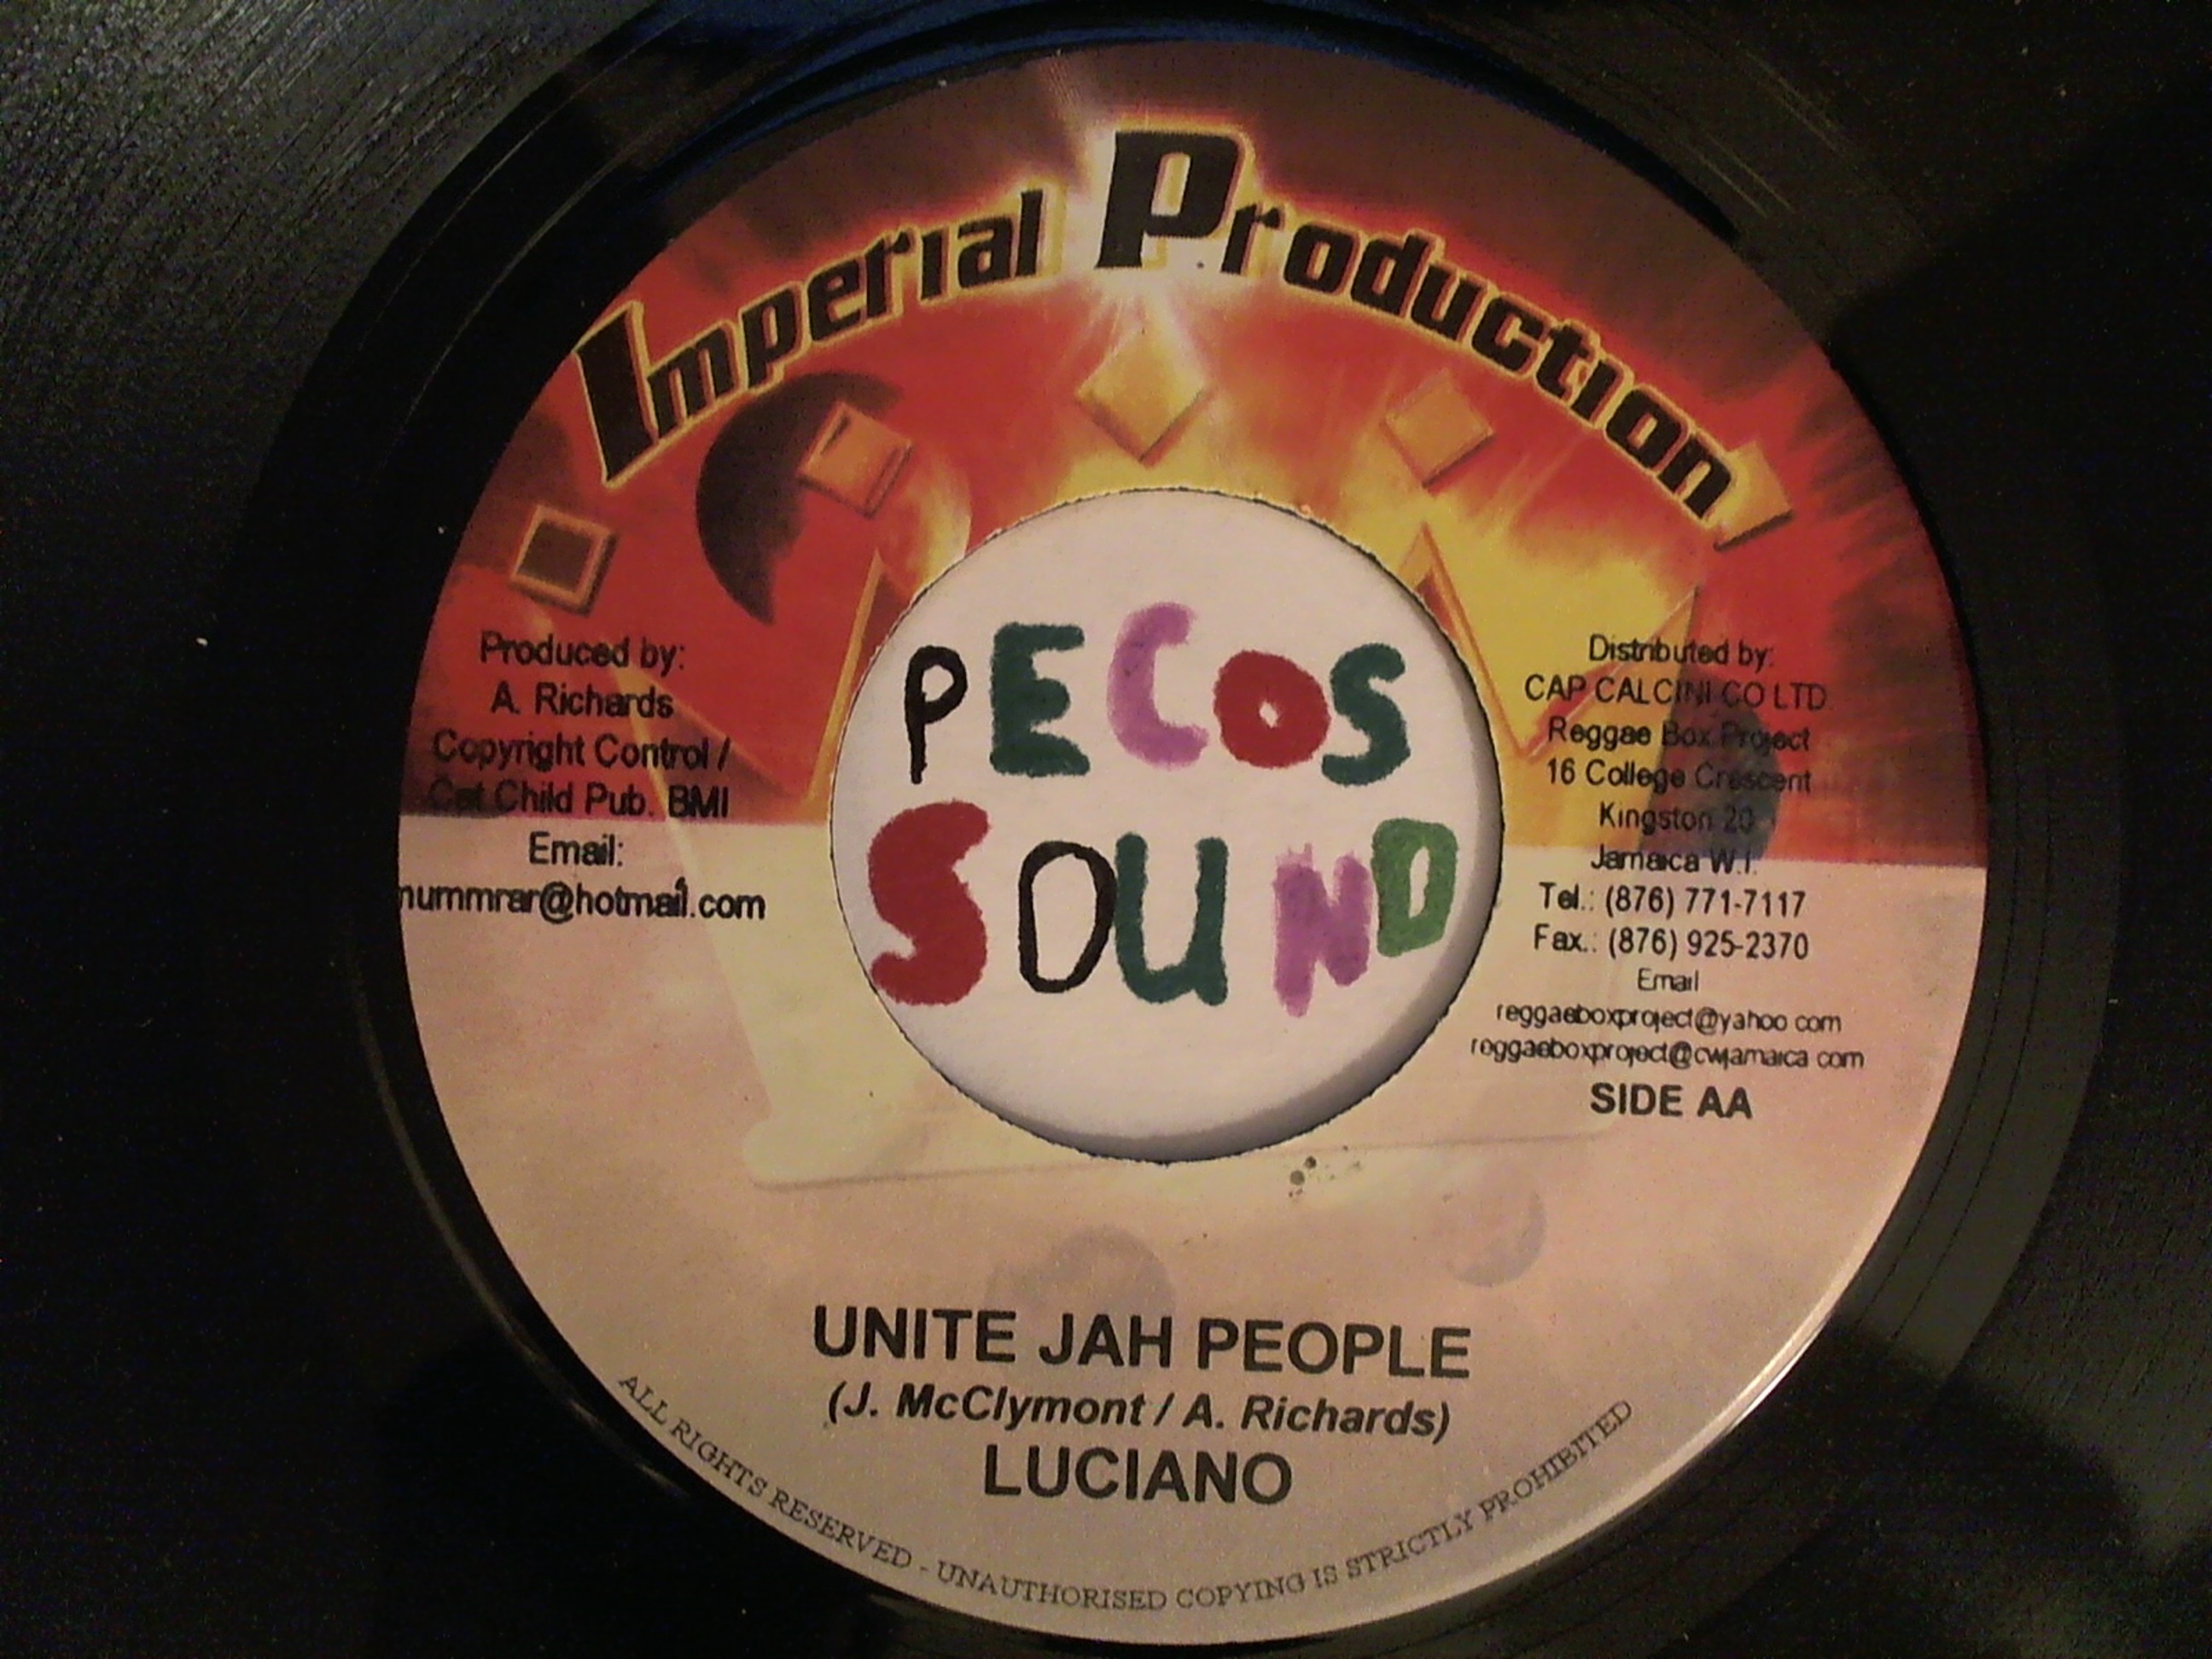 Imperial Production
Produced by:
A. Richards
Copyright Control /
Cat Child Pub. BMI
Email:
nummrar@hotmail.com
PECOS
SOUND
Distributed by:
CAP CALCINI CO LTD
Reggae Box Project
16 College Crescent
Kingston 20
Jamaica W.I.
Tel.: (876) 771-7117
Fax.: (876) 925-2370
Email
reggaeboxproject@yahoo.com
reggaeboxproject@cwjamaica.com
SIDE AA
UNITE JAH PEOPLE
(J. McClymont / A. Richards)
LUCIANO
ALL RIGHTS RESERVED - UNAUTHORISED COPYING IS STRICTLY PROHIBITED